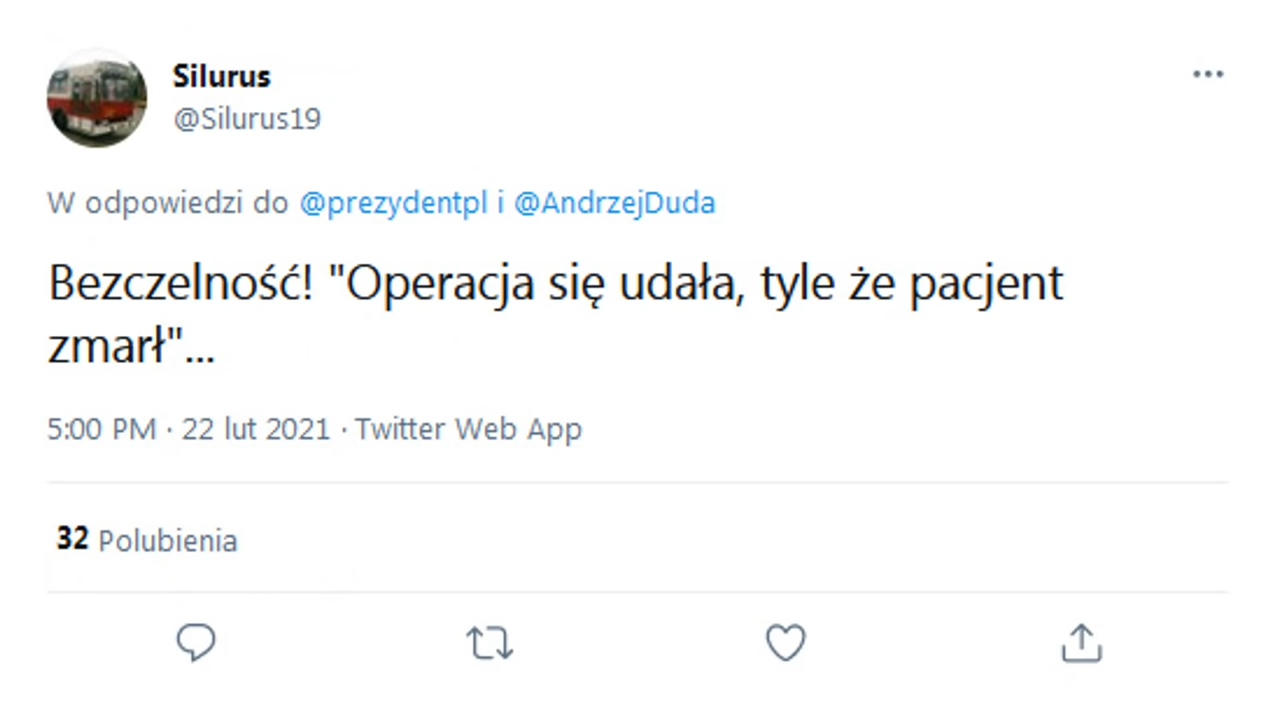 Silurus
@Silurus19
W odpowiedzi do @prezydentpl i @AndrzejDuda
Bezczelność! "Operacja się udała, tyle że pacjent
zmarł"...
5:00 PM · 22 lut 2021 · Twitter Web App
32 Polubienia